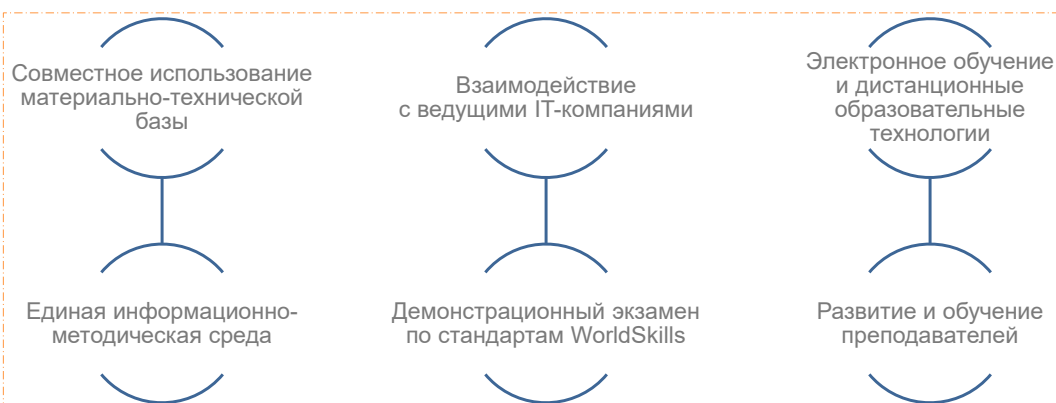 Совместное использование
материально-технической
базы
Взаимодействие
с ведущими IT-компаниями
Электронное обучение
и дистанционные
образовательные
технологии
Единая информационно-
методическая среда
Демонстрационный экзамен
по стандартам WorldSkills
Развитие и обучение
преподавателей